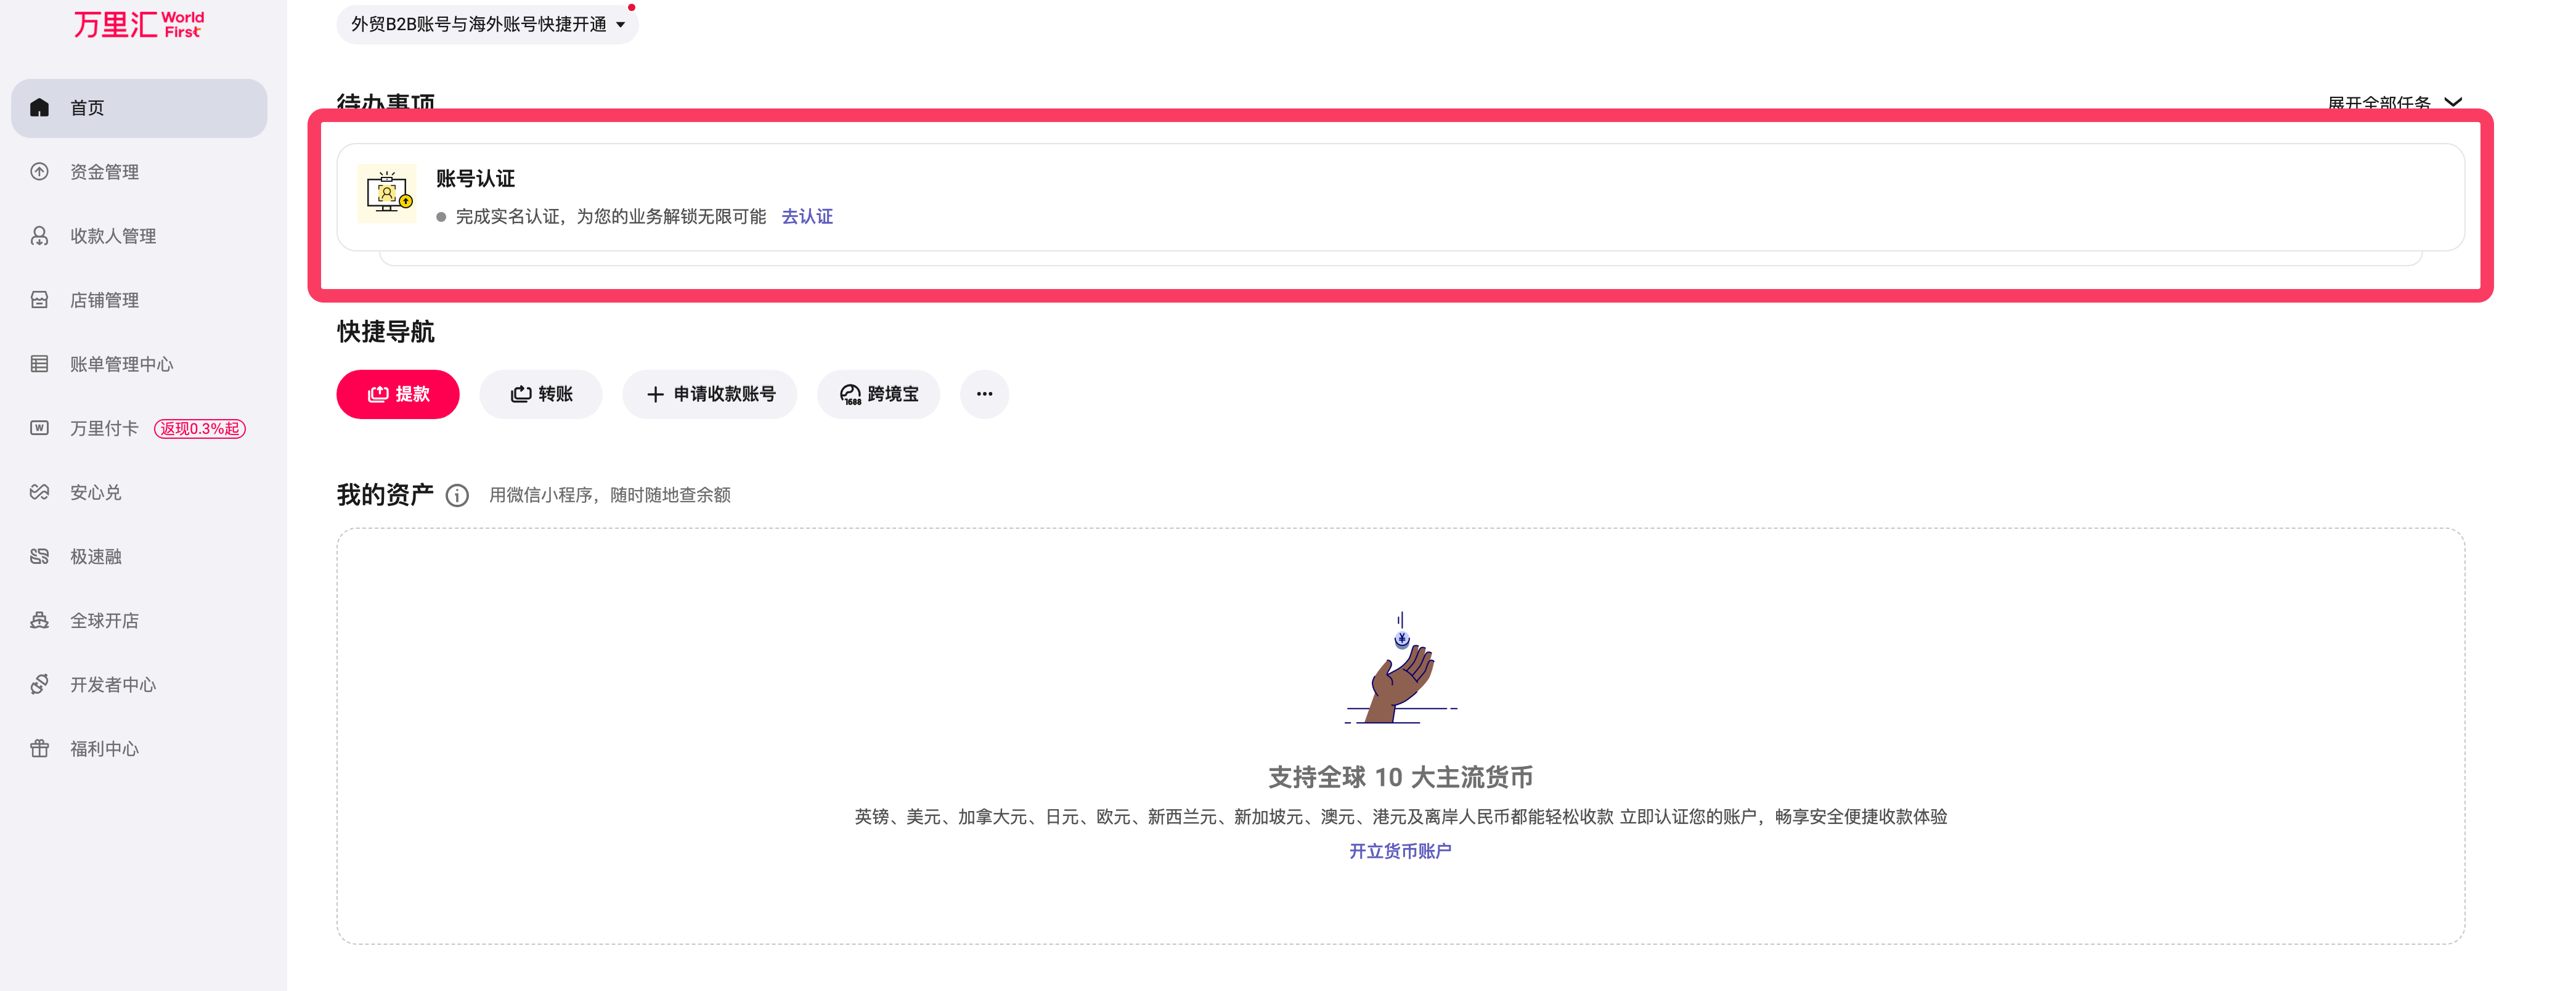 万里汇 World First
外贸B2B账号与海外账号快捷开通
首页
资金管理
收款人管理
店铺管理
账单管理中心
万里付卡 返现0.3%起
安心兑
极速融
全球开店
开发者中心
福利中心
待办事项
展开全部任务
账号认证
完成实名认证，为您的业务解锁无限可能 去认证
快捷导航
提款
转账
申请收款账号
1688 跨境宝
我的资产 用微信小程序，随时随地查余额
支持全球 10 大主流货币
英镑、美元、加拿大元、日元、欧元、新西兰元、新加坡元、澳元、港元及离岸人民币都能轻松收款 立即认证您的账户，畅享安全便捷收款体验
开立货币账户